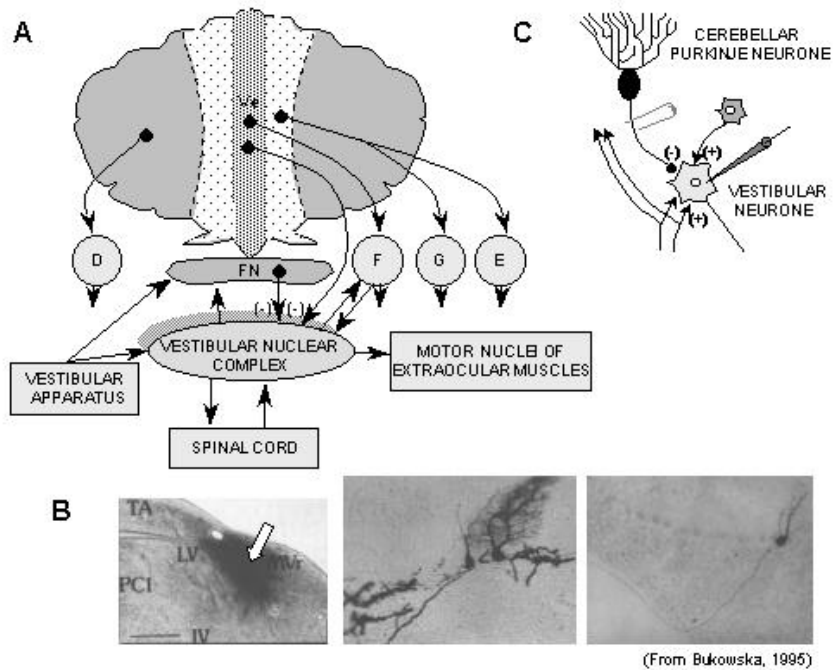 A
Ve
D
F
G
E
FN
(-)
(-)
VESTIBULAR NUCLEAR
COMPLEX
VESTIBULAR
APPARATUS
MOTOR NUCLEI OF
EXTRAOCULAR MUSCLES
SPINAL CORD
C
CEREBELLAR
PURKINJE NEURONE
(-)
(+)
VESTIBULAR
NEURONE
(+)
B
TA
LV
PCI
IV
(From Bukowska, 1995)